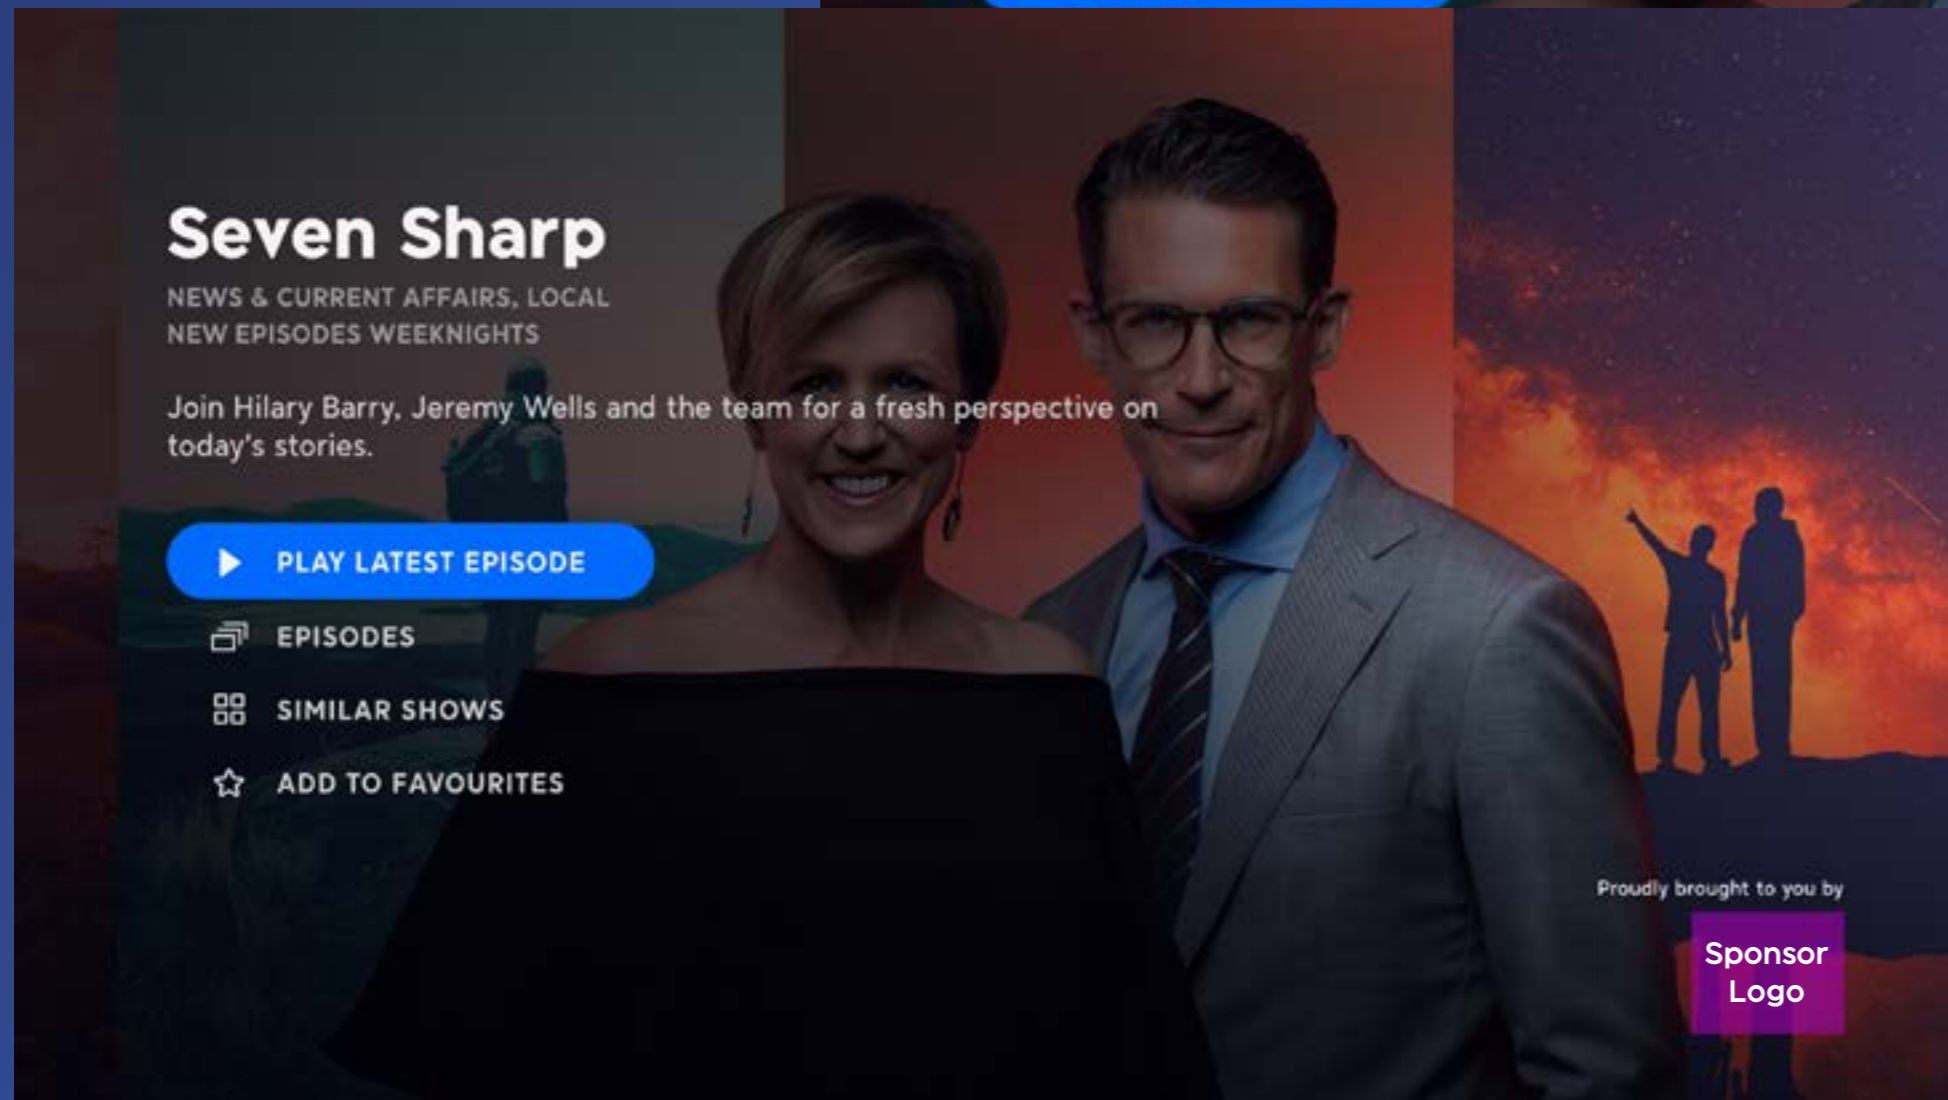 Seven Sharp
NEWS & CURRENT AFFAIRS, LOCAL
NEW EPISODES WEEKNIGHTS
Join Hilary Barry, Jeremy Wells and the team for a fresh perspective on
today's stories.
PLAY LATEST EPISODE
EPISODES
SIMILAR SHOWS
ADD TO FAVOURITES
Proudly brought to you by
Sponsor
Logo